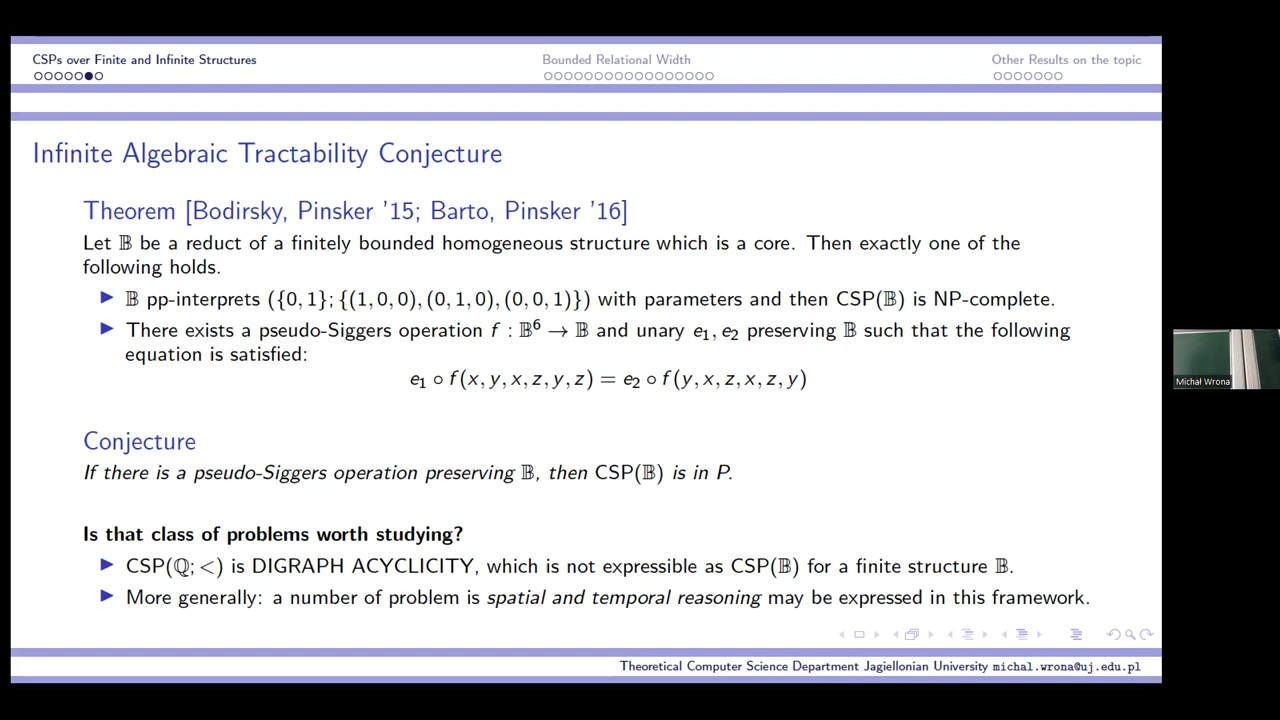 CSPs over Finite and Infinite Structures
Bounded Relational Width
Other Results on the topic
Infinite Algebraic Tractability Conjecture
Theorem [Bodirsky, Pinsker '15; Barto, Pinsker '16]
Let 𝔹 be a reduct of a finitely bounded homogeneous structure which is a core. Then exactly one of the
following holds.
▶ 𝔹 pp-interprets ({0, 1}; {(1, 0, 0), (0, 1, 0), (0, 0, 1)}) with parameters and then CSP(𝔹) is NP-complete.
▶ There exists a pseudo-Siggers operation f : 𝔹⁶ → 𝔹 and unary e₁, e₂ preserving 𝔹 such that the following
equation is satisfied:
e₁ ∘ f(x, y, x, z, y, z) = e₂ ∘ f(y, x, z, x, z, y)
Conjecture
If there is a pseudo-Siggers operation preserving 𝔹, then CSP(𝔹) is in P.
Is that class of problems worth studying?
▶ CSP(ℚ; <) is DIGRAPH ACYCLICITY, which is not expressible as CSP(𝔹) for a finite structure 𝔹.
▶ More generally: a number of problem is spatial and temporal reasoning may be expressed in this framework.
Theoretical Computer Science Department Jagiellonian University michal.wrona@uj.edu.pl
Michał Wrona